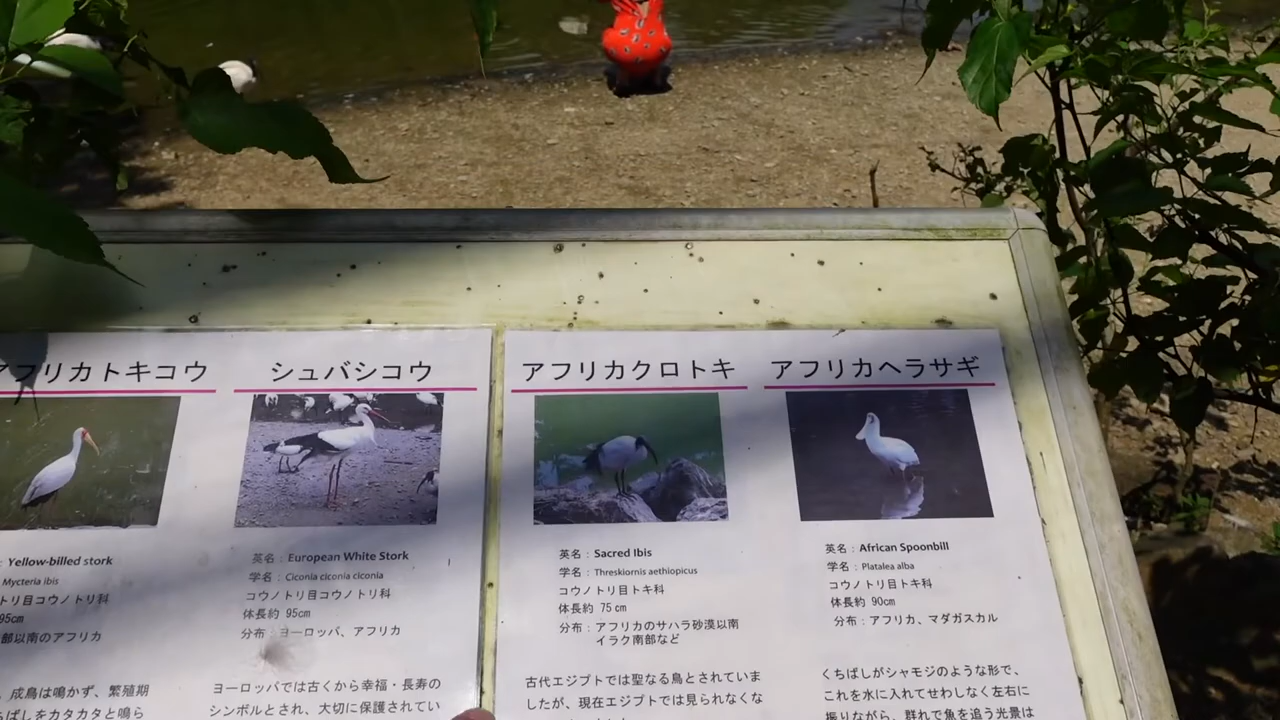 アフリカトキコウ
Yellow-billed stork
Mycteria ibis
トリ目コウノトリ科
95cm
部以南のアフリカ
成鳥は鳴かず、繁殖期
ばしをカタカタと鳴ら
シュバシコウ
英名：European White Stork
学名：Ciconia ciconia ciconia
コウノトリ目コウノトリ科
体長約 95cm
分布：ヨーロッパ、アフリカ
ヨーロッパでは古くから幸福・長寿の
シンボルとされ、大切に保護されてい
アフリカクロトキ
英名：Sacred Ibis
学名：Threskiornis aethiopicus
コウノトリ目トキ科
体長約 75 cm
分布：アフリカのサハラ砂漠以南
イラク南部など
古代エジプトでは聖なる鳥とされていま
したが、現在エジプトでは見られなくな
アフリカヘラサギ
英名：African Spoonbill
学名：Platalea alba
コウノトリ目トキ科
体長約 90cm
分布：アフリカ、マダガスカル
くちばしがシャモジのような形で、
これを水に入れてせわしなく左右に
振りながら、群れで魚を追う光景は